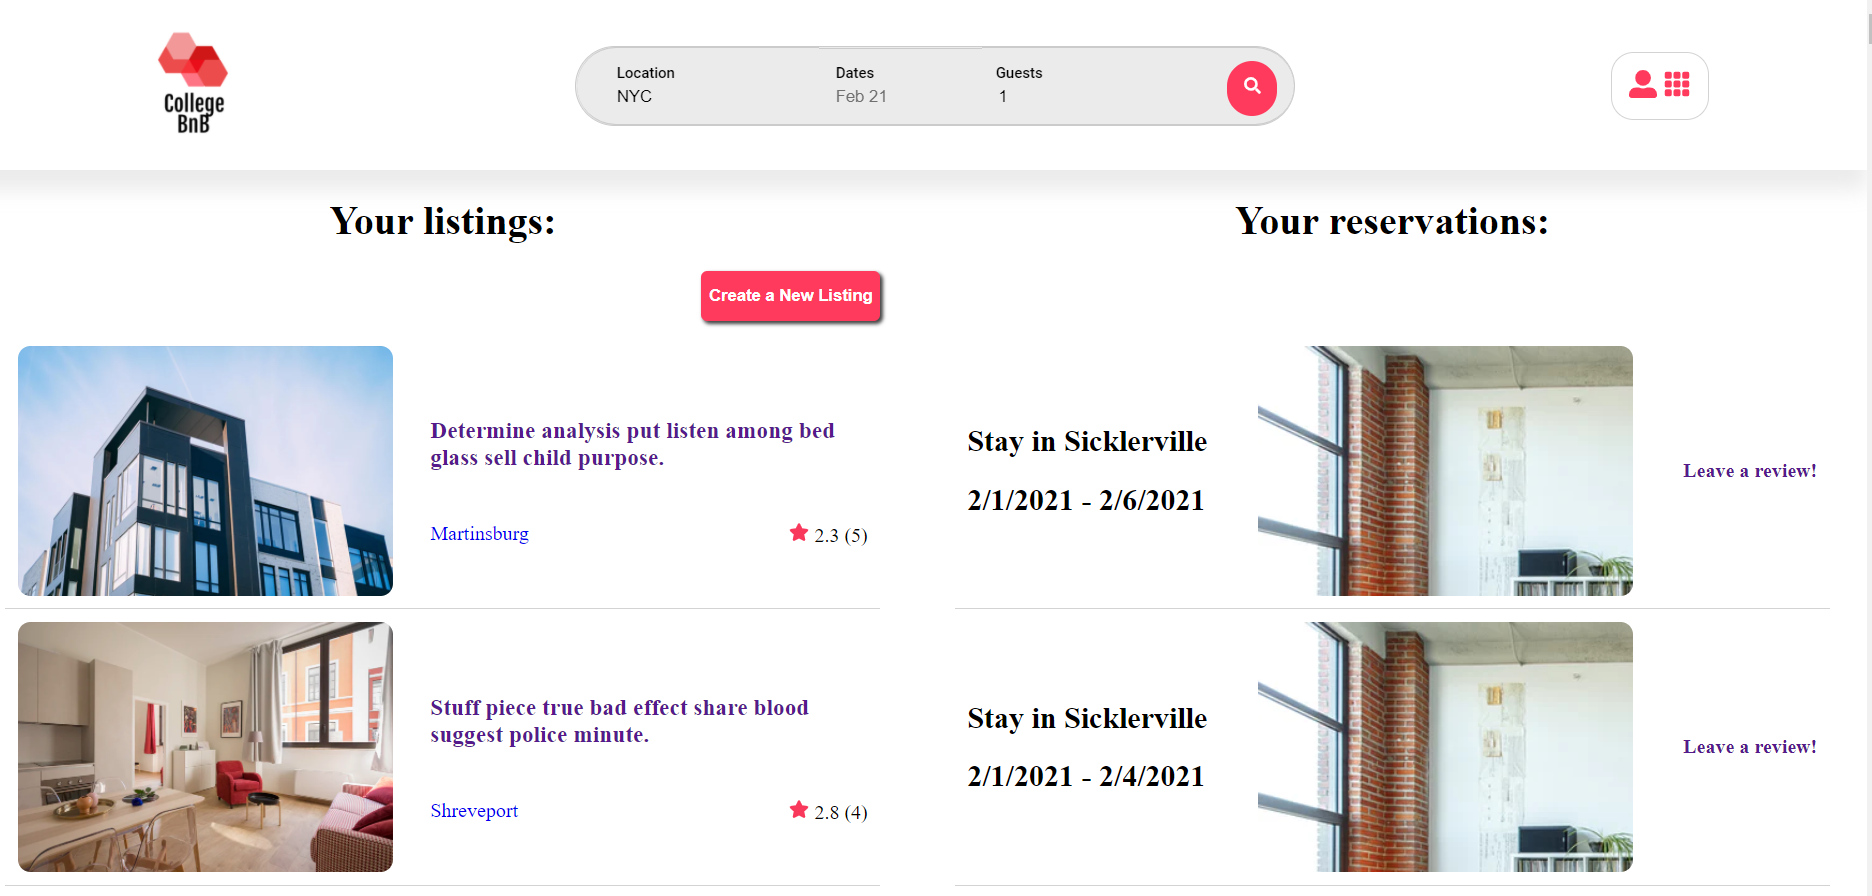 College
BnB
Location
NYC
Dates
Feb 21
Guests
1
Your listings:
Create a New Listing
Determine analysis put listen among bed
glass sell child purpose.
Martinsburg
2.3 (5)
Stuff piece true bad effect share blood
suggest police minute.
Shreveport
2.8 (4)
Your reservations:
Stay in Sicklerville
2/1/2021 - 2/6/2021
Leave a review!
Stay in Sicklerville
2/1/2021 - 2/4/2021
Leave a review!